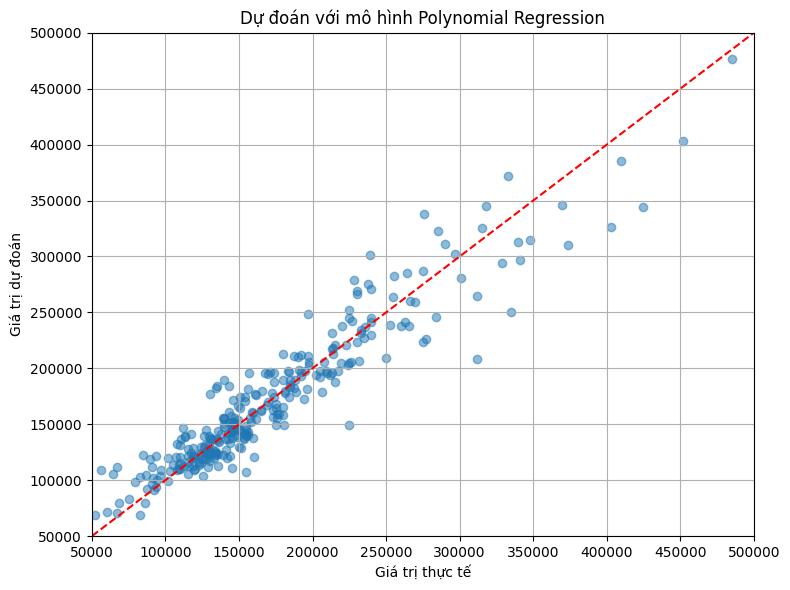 Dự đoán với mô hình Polynomial Regression
500000
450000
400000
350000
300000
250000
200000
150000
100000
50000
Giá trị dự đoán
50000 100000 150000 200000 250000 300000 350000 400000 450000 500000
Giá trị thực tế